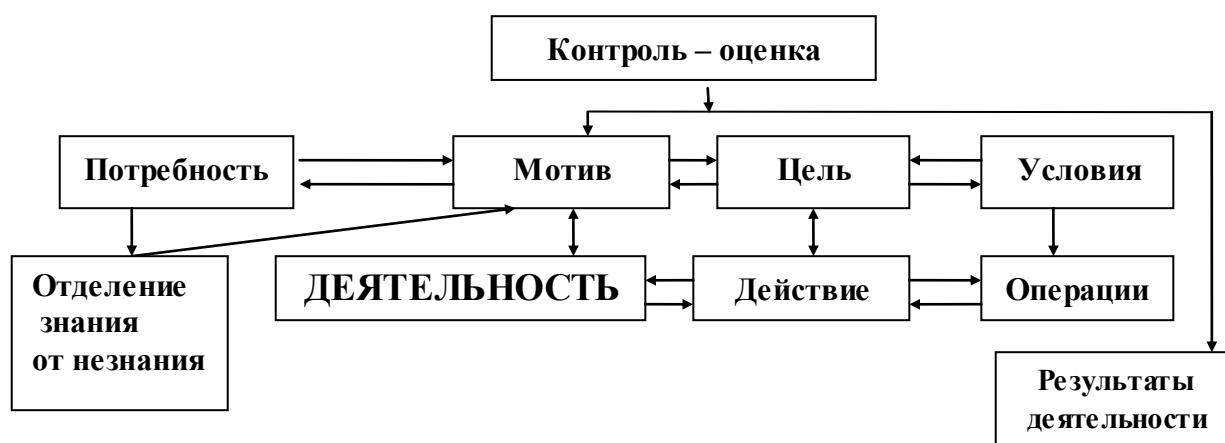 Контроль – оценка
Потребность
Мотив
Цель
Условия
Отделение
знания
от незнания
ДЕЯТЕЛЬНОСТЬ
Действие
Операции
Результаты
деятельности